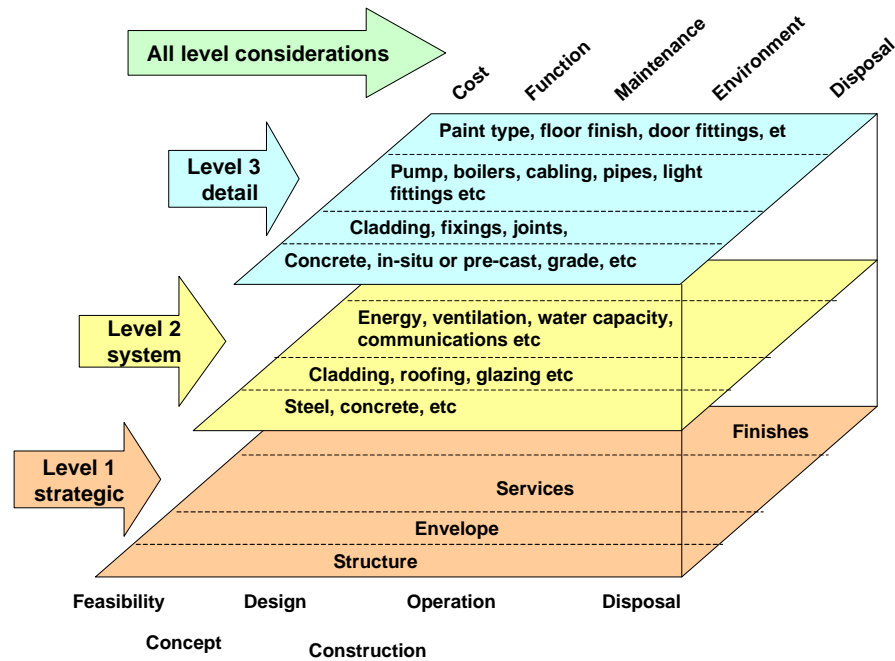 All level considerations
Cost
Function
Maintenance
Environment
Disposal
Level 3
detail
Paint type, floor finish, door fittings, et
Pump, boilers, cabling, pipes, light
fittings etc
Cladding, fixings, joints,
Concrete, in-situ or pre-cast, grade, etc
Level 2
system
Energy, ventilation, water capacity,
communications etc
Cladding, roofing, glazing etc
Steel, concrete, etc
Level 1
strategic
Finishes
Services
Envelope
Structure
Feasibility
Design
Operation
Disposal
Concept
Construction